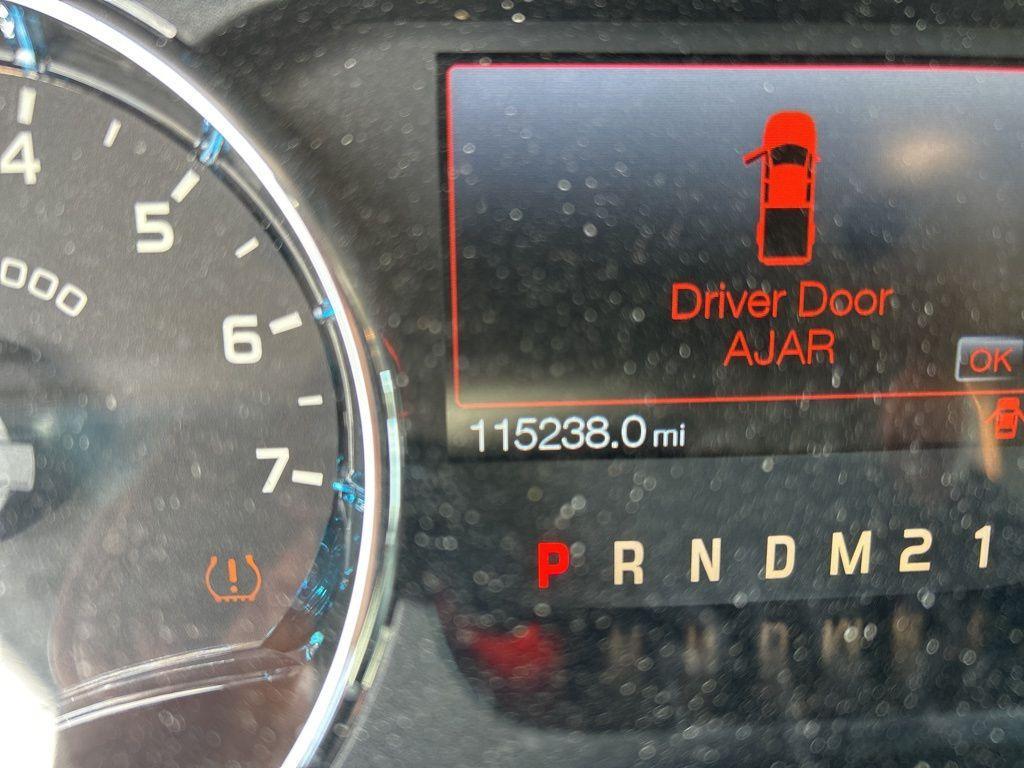 4
5
6
7
000
Driver Door
AJAR
OK
115238.0 mi
P R N D M 2 1